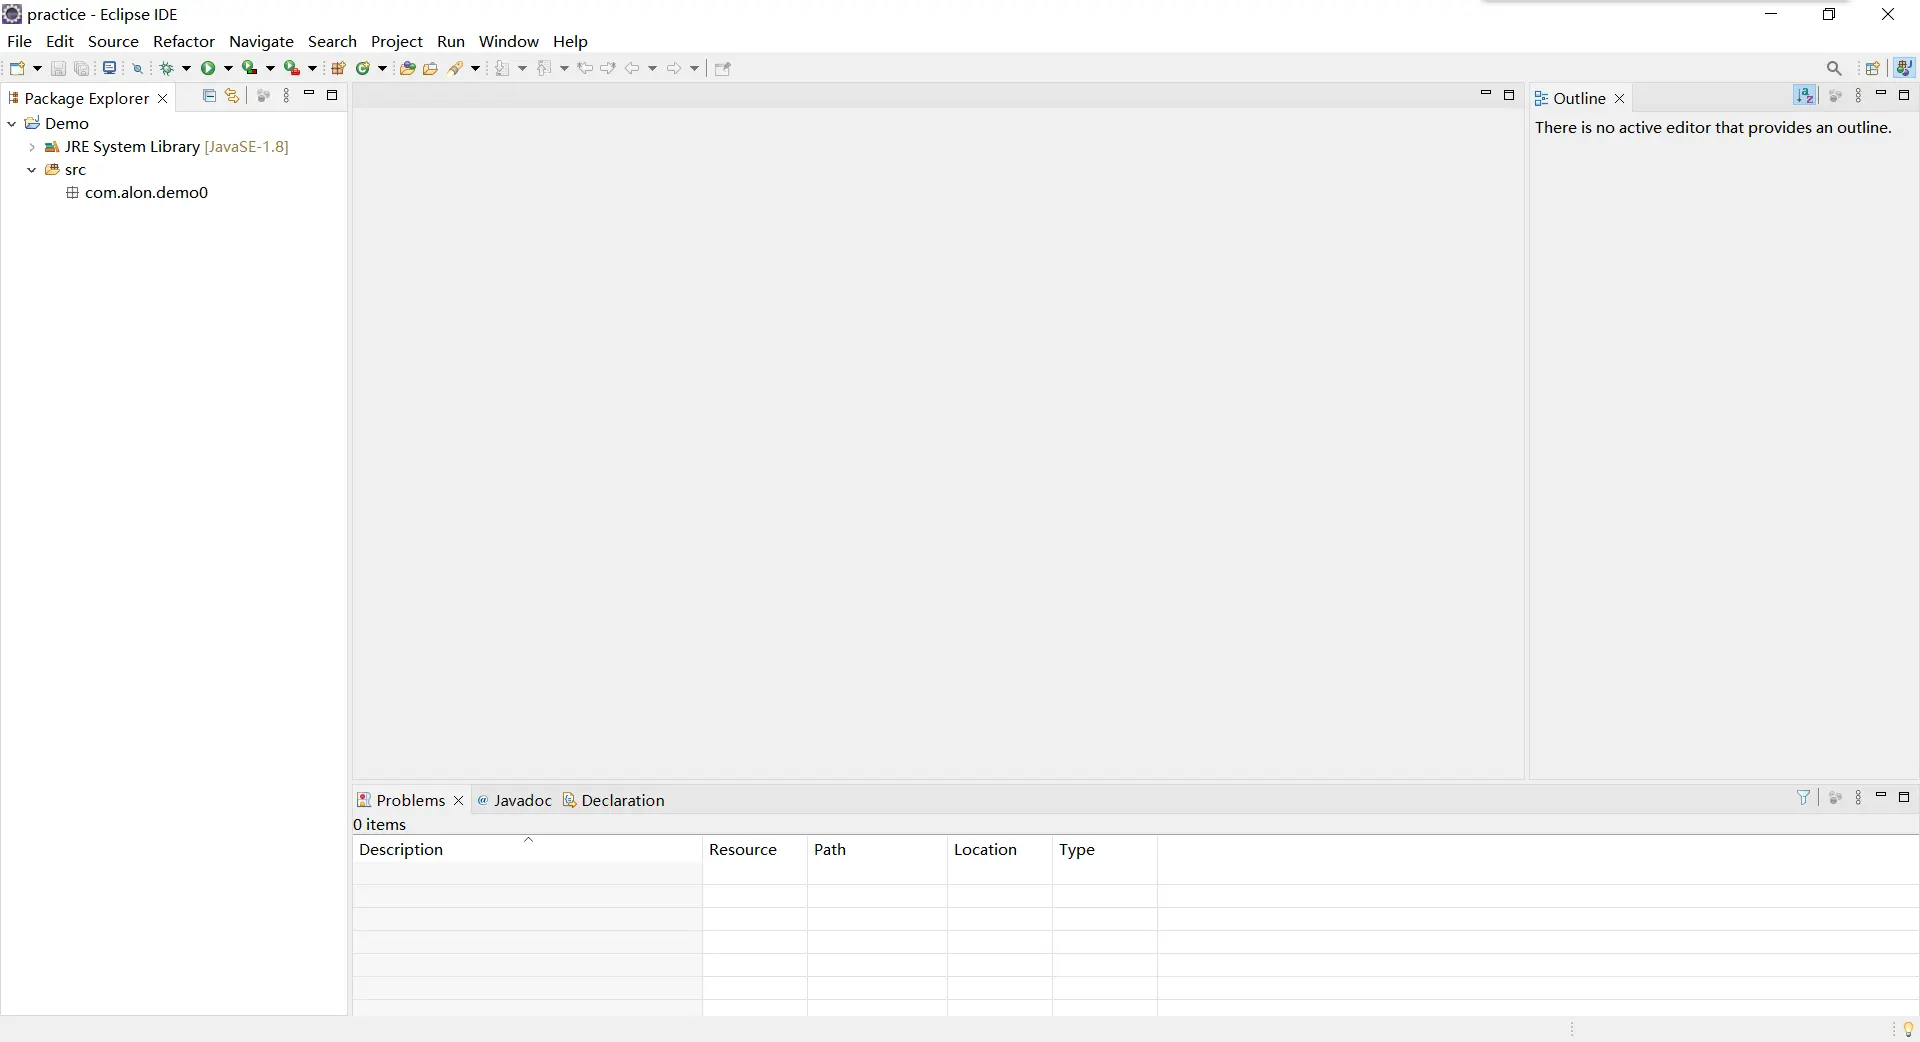 practice - Eclipse IDE
File Edit Source Refactor Navigate Search Project Run Window Help
Package Explorer
Demo
JRE System Library [JavaSE-1.8]
src
com.alon.demo0
Outline
There is no active editor that provides an outline.
Problems @ Javadoc Declaration
0 items
Description Resource Path Location Type